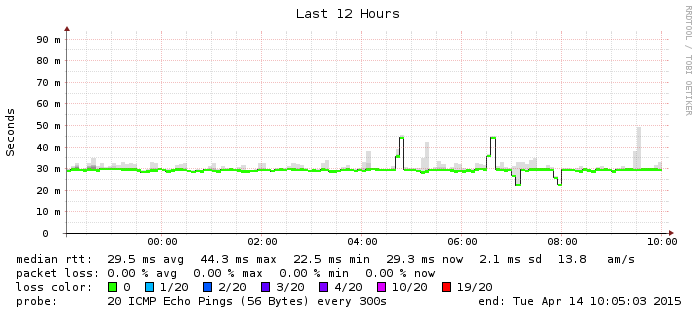 Last 12 Hours
RRDTOOL / TOBI OETIKER
Seconds
90 m
80 m
70 m
60 m
50 m
40 m
30 m
20 m
10 m
0
00:00 02:00 04:00 06:00 08:00 10:00
median rtt: 29.5 ms avg 44.3 ms max 22.5 ms min 29.3 ms now 2.1 ms sd 13.8 am/s
packet loss: 0.00 % avg 0.00 % max 0.00 % min 0.00 % now
loss color: 0 1/20 2/20 3/20 4/20 10/20 19/20
probe: 20 ICMP Echo Pings (56 Bytes) every 300s end: Tue Apr 14 10:05:03 2015